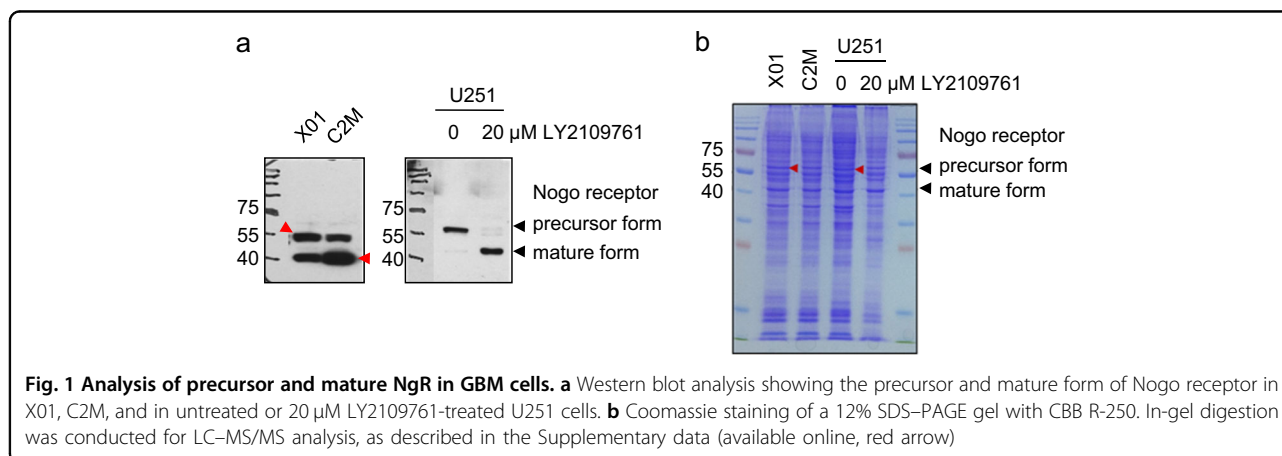 a
X01
C2M
U251
0 20 µM LY2109761
75
55
40
75
55
40
Nogo receptor
precursor form
mature form
b
X01
C2M
U251
0 20 µM LY2109761
75
55
40
Nogo receptor
precursor form
mature form
Fig. 1 Analysis of precursor and mature NgR in GBM cells. a Western blot analysis showing the precursor and mature form of Nogo receptor in
X01, C2M, and in untreated or 20 µM LY2109761-treated U251 cells. b Coomassie staining of a 12% SDS–PAGE gel with CBB R-250. In-gel digestion
was conducted for LC–MS/MS analysis, as described in the Supplementary data (available online, red arrow)